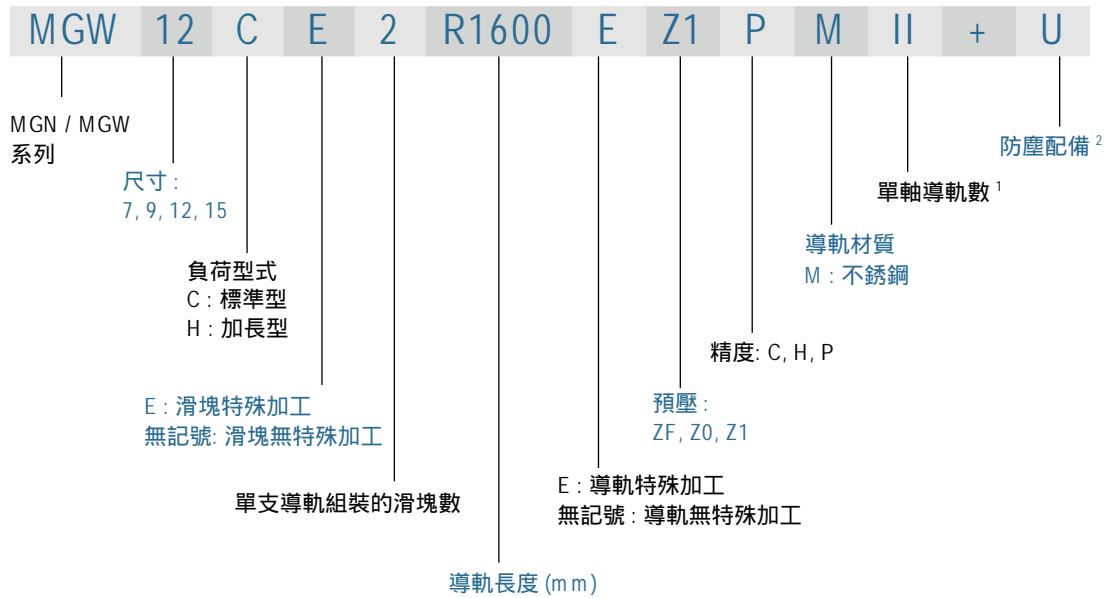 MGW 12 C E 2 R1600 E Z1 P M II + U
MGN / MGW
系列
尺寸 :
7, 9, 12, 15
負荷型式
C : 標準型
H : 加長型
E : 滑塊特殊加工
無記號: 滑塊無特殊加工
單支導軌組裝的滑塊數
導軌長度 (mm)
E : 導軌特殊加工
無記號 : 導軌無特殊加工
預壓 :
ZF, Z0, Z1
精度: C, H, P
導軌材質
M : 不銹鋼
單軸導軌數 1
防塵配備 2